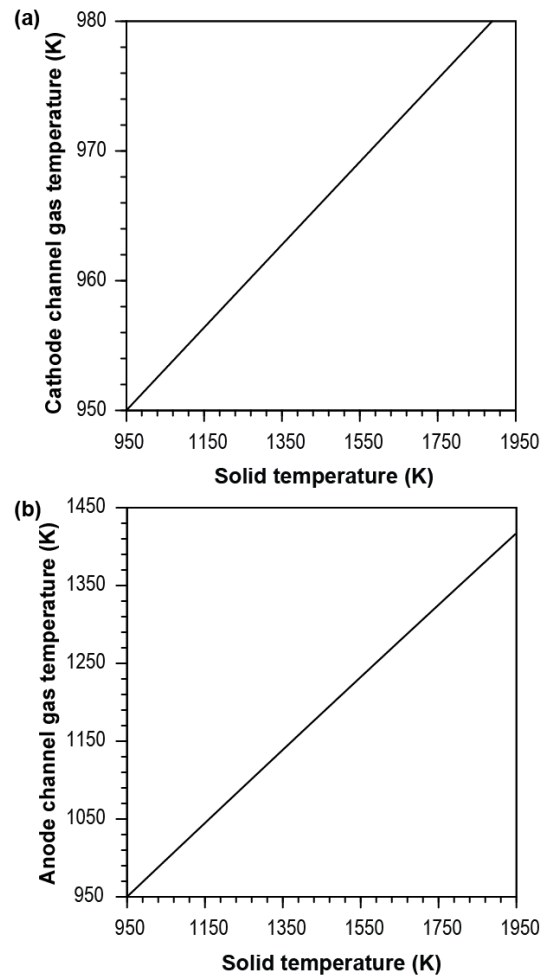 (a)
Cathode channel gas temperature (K)
980
970
960
950
950 1150 1350 1550 1750 1950
Solid temperature (K)
(b)
Anode channel gas temperature (K)
1450
1350
1250
1150
1050
950
950 1150 1350 1550 1750 1950
Solid temperature (K)